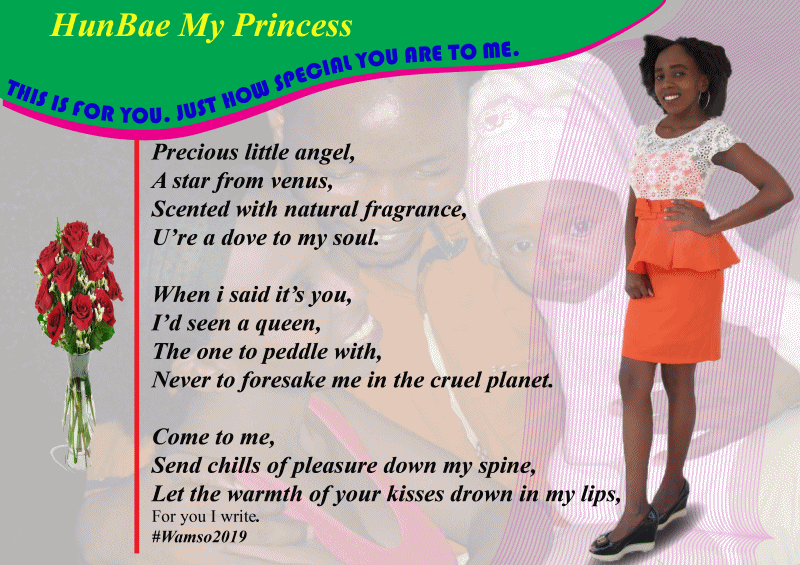 HunBae My Princess
THIS IS FOR YOU. JUST HOW SPECIAL YOU ARE TO ME.
Precious little angel,
A star from venus,
Scented with natural fragrance,
U're a dove to my soul.
When i said it's you,
I'd seen a queen,
The one to peddle with,
Never to foresake me in the cruel planet.
Come to me,
Send chills of pleasure down my spine,
Let the warmth of your kisses drown in my lips,
For you I write.
#Wamso2019